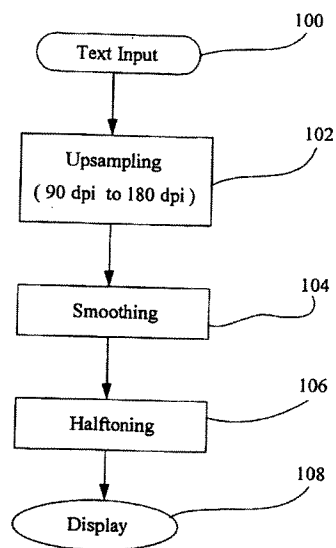 100
Text Input
102
Upsampling
( 90 dpi to 180 dpi )
104
Smoothing
106
Halftoning
108
Display